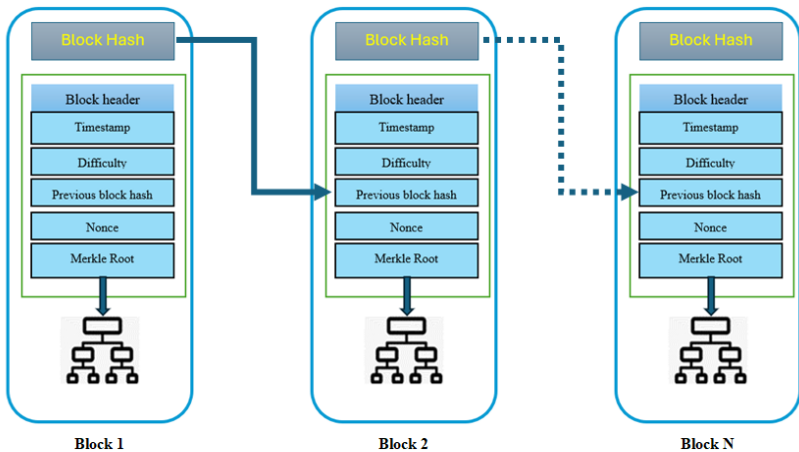 Block Hash
Block header
Timestamp
Difficulty
Previous block hash
Nonce
Merkle Root
Block 1
Block Hash
Block header
Timestamp
Difficulty
Previous block hash
Nonce
Merkle Root
Block 2
Block Hash
Block header
Timestamp
Difficulty
Previous block hash
Nonce
Merkle Root
Block N